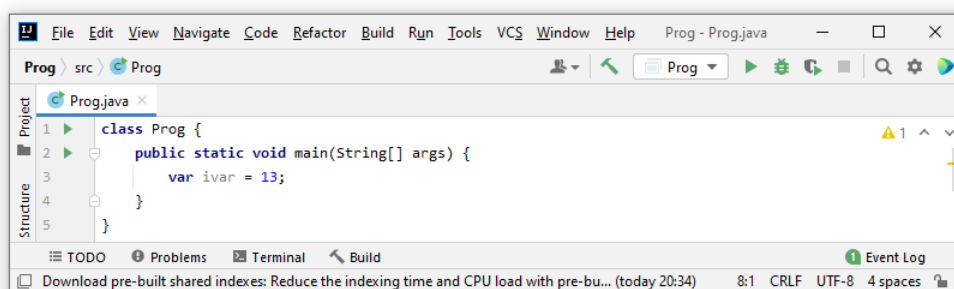 IJ File Edit View Navigate Code Refactor Build Run Tools VCS Window Help Prog - Prog.java
Prog src C Prog Prog
Project
C Prog.java
1 class Prog {
2     public static void main(String[] args) {
3         var ivar = 13;
4     }
5 }
1
Structure
TODO Problems Terminal Build 1 Event Log
Download pre-built shared indexes: Reduce the indexing time and CPU load with pre-bu... (today 20:34) 8:1 CRLF UTF-8 4 spaces